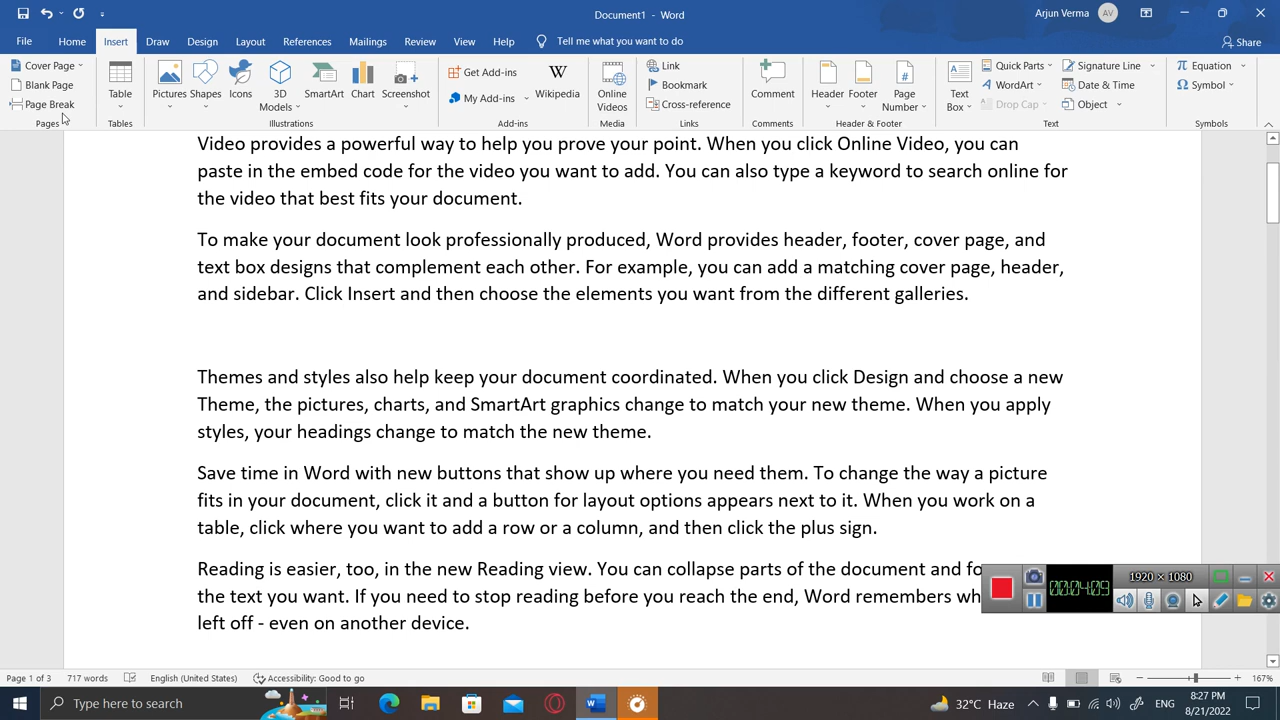 Document1 - Word
Arjun Verma AV
File Home Insert Draw Design Layout References Mailings Review View Help Tell me what you want to do
Share
Cover Page
Blank Page
Page Break
Pages
Table
Tables
Pictures Shapes Icons 3D Models SmartArt Chart Screenshot
Illustrations
Get Add-ins
My Add-ins
Wikipedia
Add-ins
Online Videos
Media
Link
Bookmark
Cross-reference
Links
Comment
Comments
Header Footer Page Number
Header & Footer
Text Box
Quick Parts
WordArt
Drop Cap
Signature Line
Date & Time
Object
Text
Equation
Symbol
Symbols
Video provides a powerful way to help you prove your point. When you click Online Video, you can
paste in the embed code for the video you want to add. You can also type a keyword to search online for
the video that best fits your document.
To make your document look professionally produced, Word provides header, footer, cover page, and
text box designs that complement each other. For example, you can add a matching cover page, header,
and sidebar. Click Insert and then choose the elements you want from the different galleries.
Themes and styles also help keep your document coordinated. When you click Design and choose a new
Theme, the pictures, charts, and SmartArt graphics change to match your new theme. When you apply
styles, your headings change to match the new theme.
Save time in Word with new buttons that show up where you need them. To change the way a picture
fits in your document, click it and a button for layout options appears next to it. When you work on a
table, click where you want to add a row or a column, and then click the plus sign.
Reading is easier, too, in the new Reading view. You can collapse parts of the document and fo
the text you want. If you need to stop reading before you reach the end, Word remembers wh
left off - even on another device.
00:04:09
1920 × 1080
Page 1 of 3 717 words English (United States) Accessibility: Good to go
167%
Type here to search
32°C Haze
ENG
8:27 PM
8/21/2022